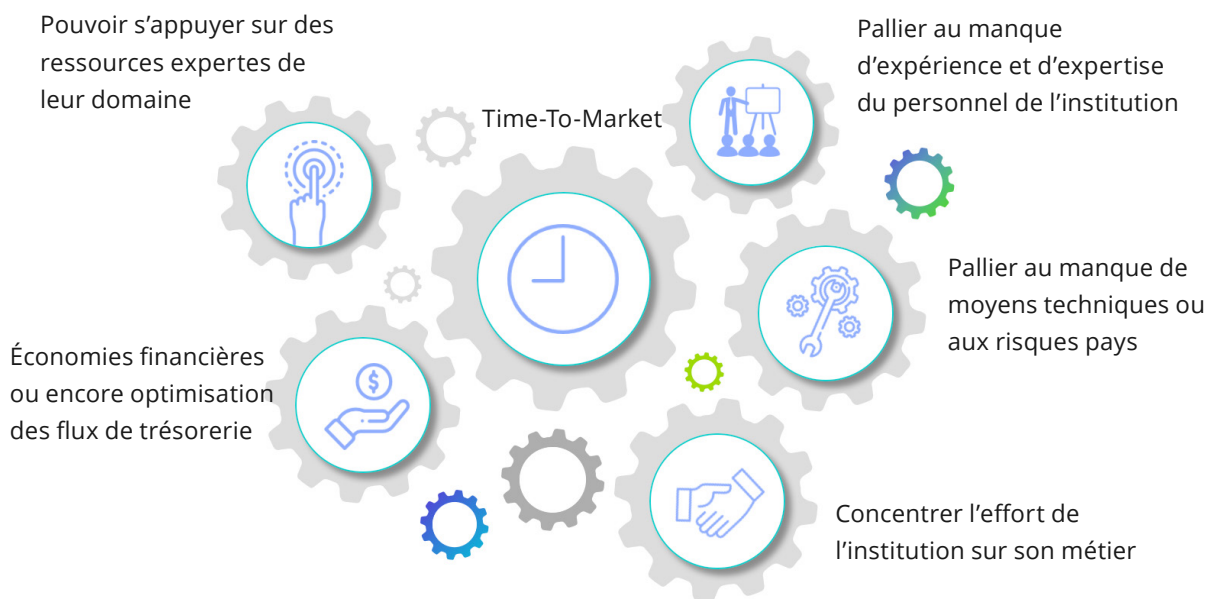 Pouvoir s’appuyer sur des
ressources expertes de
leur domaine
Time-To-Market
Pallier au manque
d’expérience et d’expertise
du personnel de l’institution
Pallier au manque de
moyens techniques ou
aux risques pays
Économies financières
ou encore optimisation
des flux de trésorerie
Concentrer l’effort de
l’institution sur son métier